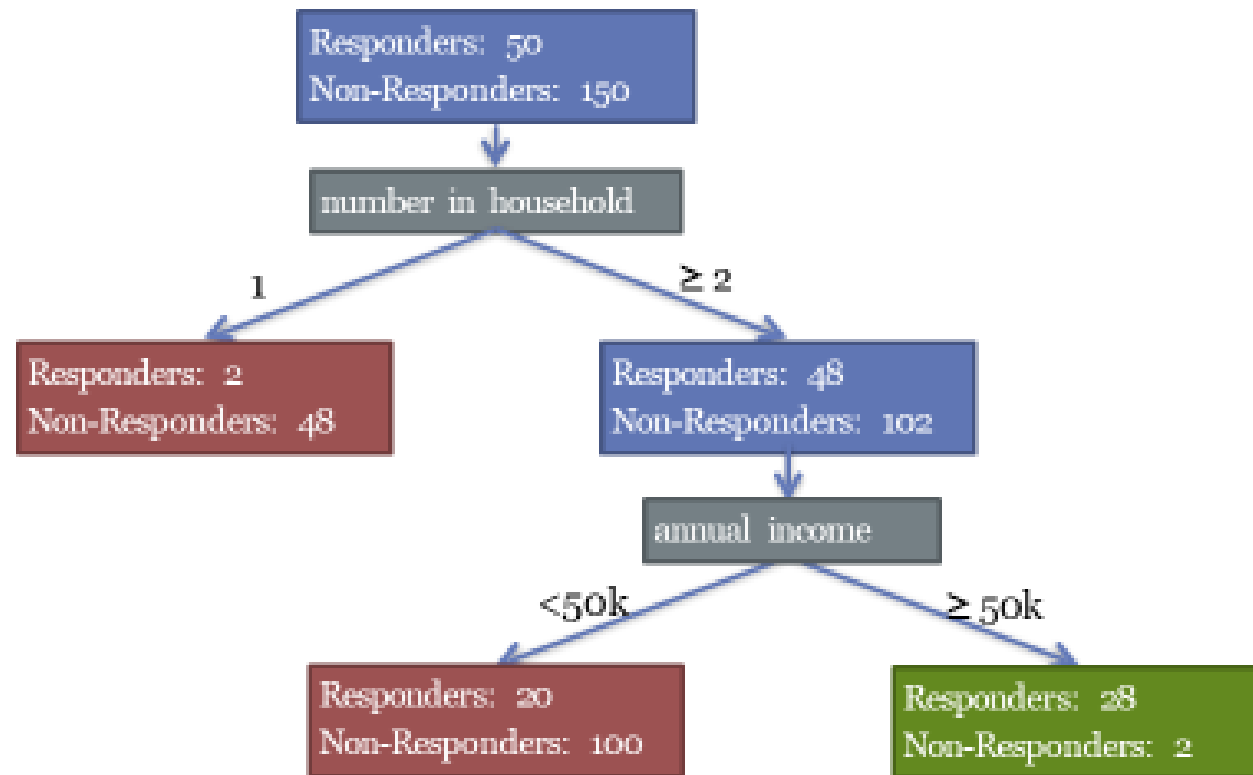 Responders: 50
Non-Responders: 150
number in household
1
≥ 2
Responders: 2
Non-Responders: 48
Responders: 48
Non-Responders: 102
annual income
<50k
≥ 50k
Responders: 20
Non-Responders: 100
Responders: 28
Non-Responders: 2